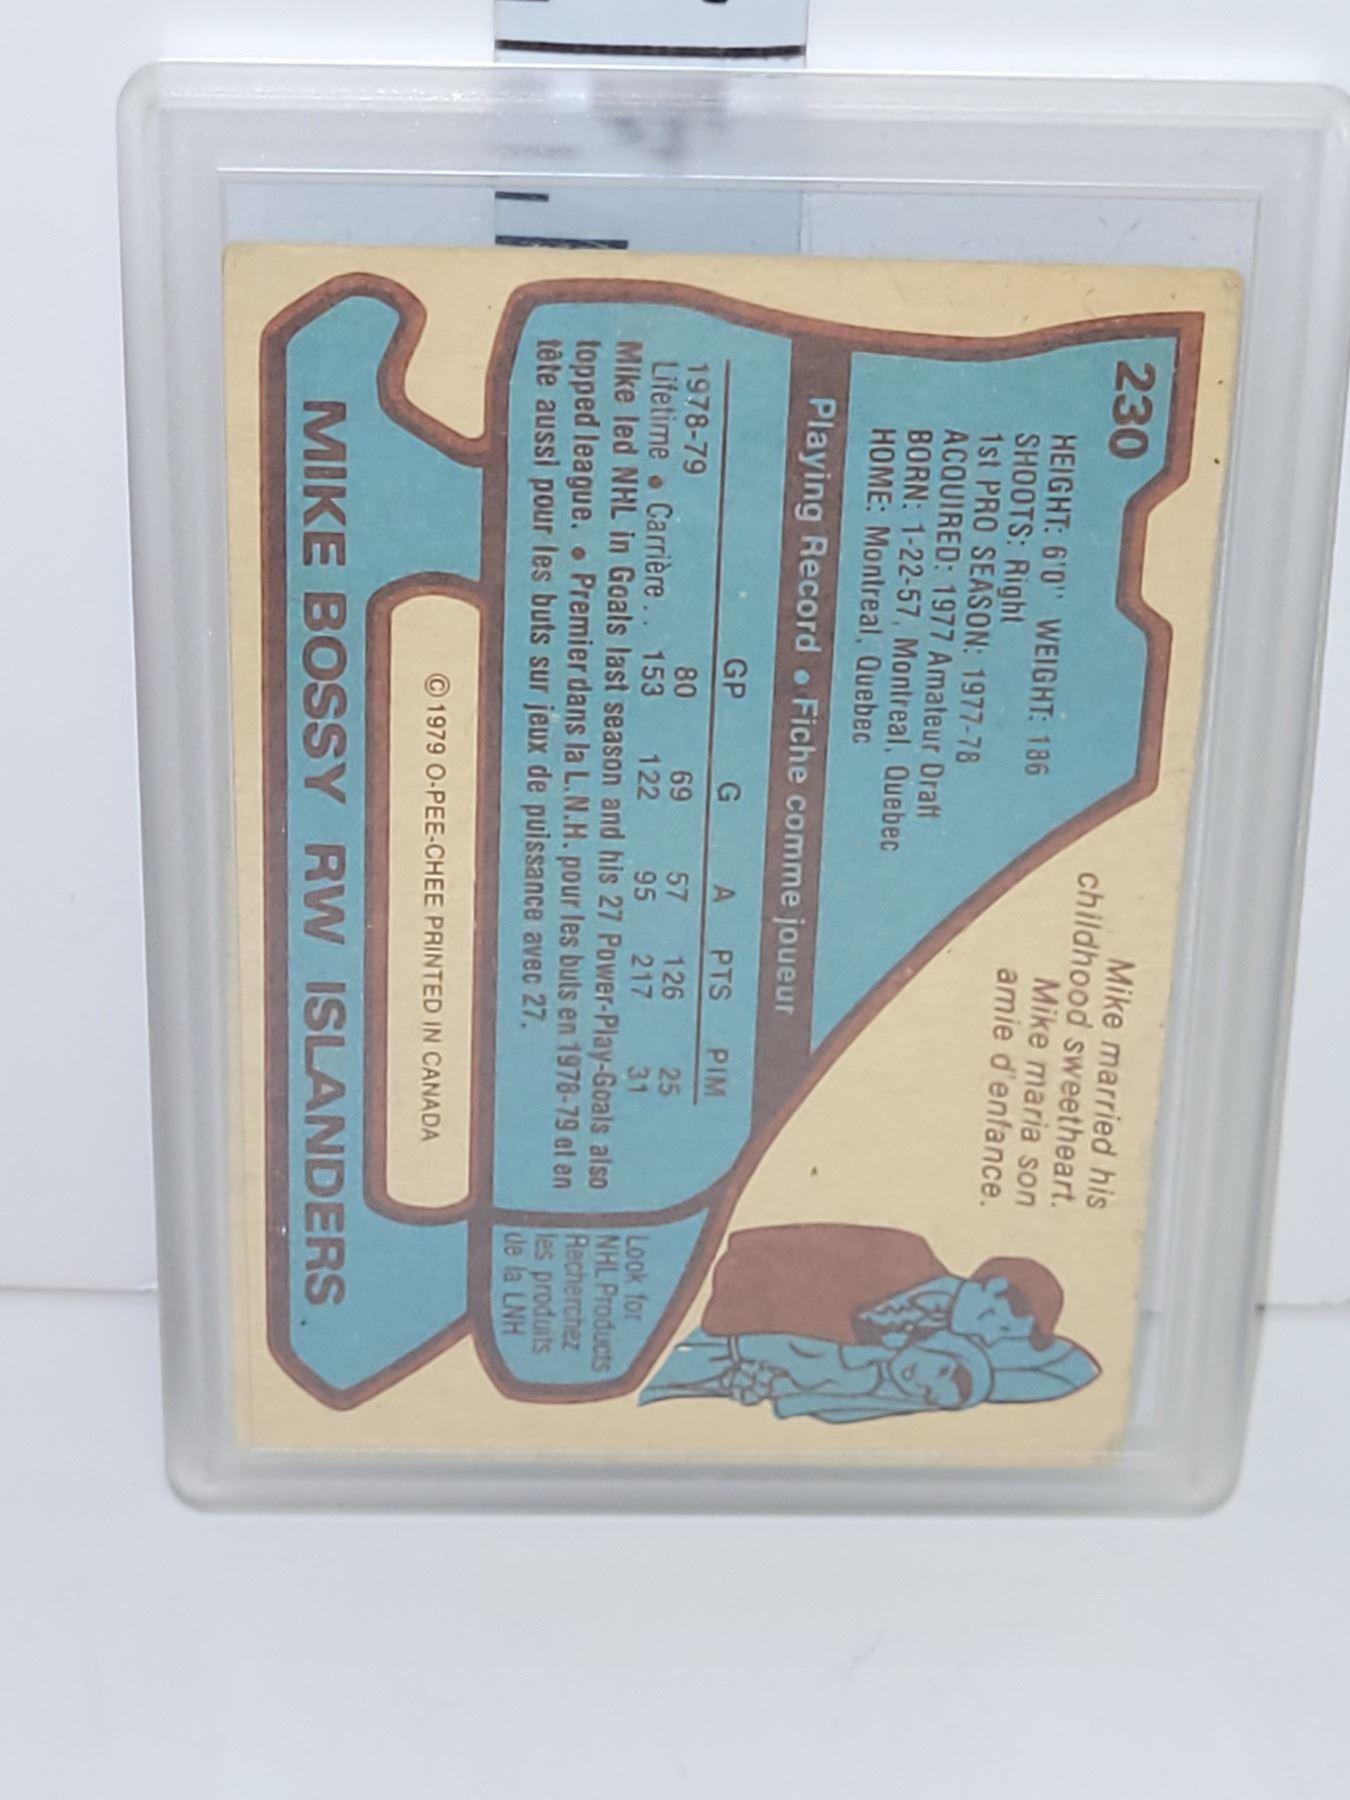 230
HEIGHT: 6'0" WEIGHT: 186
SHOOTS: Right
1st PRO SEASON: 1977-78
ACQUIRED: 1977 Amateur Draft
BORN: 1-22-57, Montreal, Quebec
HOME: Montreal, Quebec
Mike married his
childhood sweetheart.
Mike maria son
amie d'enfance.
Playing Record • Fiche comme joueur
GP G A PTS PIM
1978-79 80 69 57 126 25
Lifetime • Carrière .. 153 122 95 217 31
Mike led NHL in Goals last season and his 27 Power-Play-Goals also
topped league. • Premier dans la L.N.H. pour les buts en 1978-79 et en
tête aussi pour les buts sur jeux de puissance avec 27.
Look for
NHL Products
Recherchez
les produits
de la LNH
© 1979 O-PEE-CHEE PRINTED IN CANADA
MIKE BOSSY RW ISLANDERS